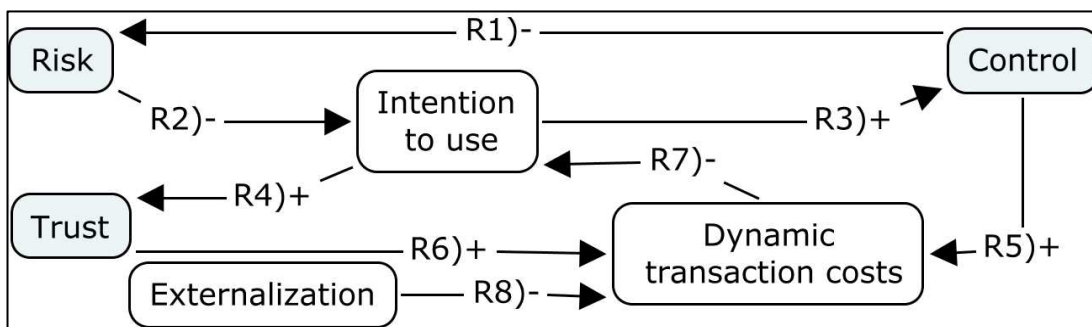 R1)-
Risk
Control
Intention
to use
R2)-
R3)+
R7)-
R4)+
Trust
Dynamic
transaction costs
R6)+
R5)+
Externalization
R8)-